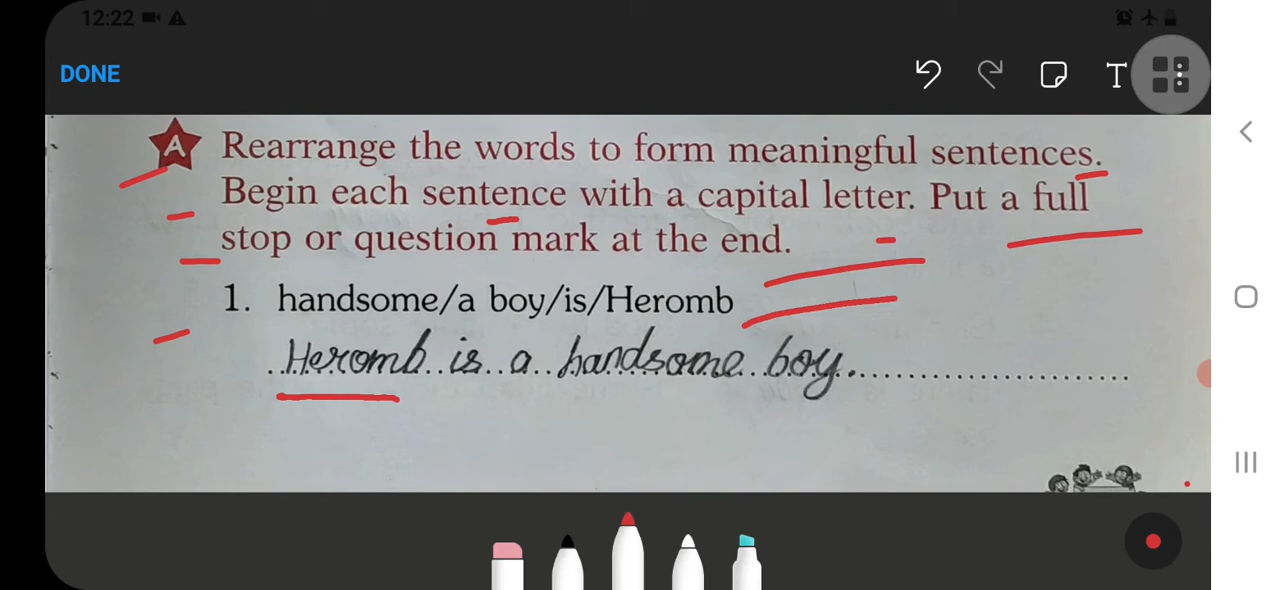 12:22
DONE
T
A Rearrange the words to form meaningful sentences.
Begin each sentence with a capital letter. Put a full
stop or question mark at the end.
1. handsome/a boy/is/Heromb
Heromb is a handsome boy.